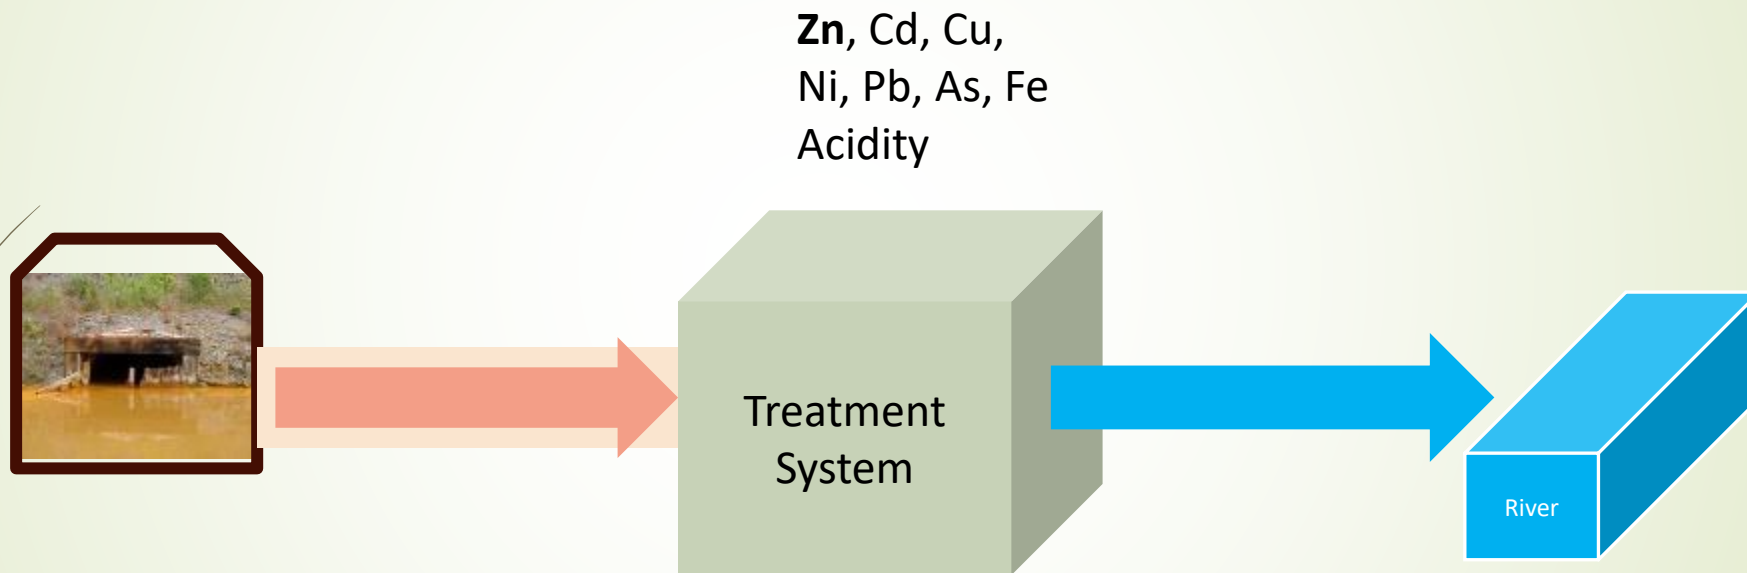 Zn, Cd, Cu,
Ni, Pb, As, Fe
Acidity
Treatment
System
River